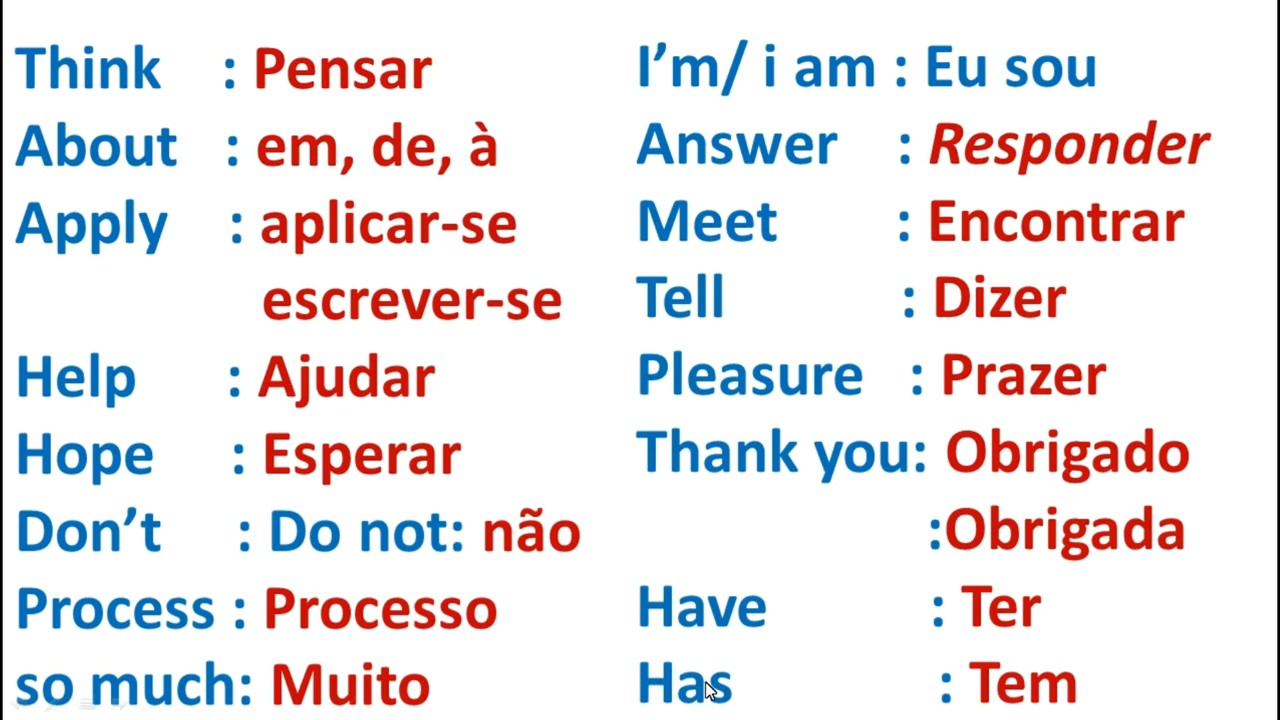 Think : Pensar
About : em, de, à
Apply : aplicar-se
escrever-se
Help : Ajudar
Hope : Esperar
Don’t : Do not: não
Process : Processo
so much: Muito
I’m/ i am : Eu sou
Answer : Responder
Meet : Encontrar
Tell : Dizer
Pleasure : Prazer
Thank you: Obrigado
:Obrigada
Have : Ter
Has : Tem